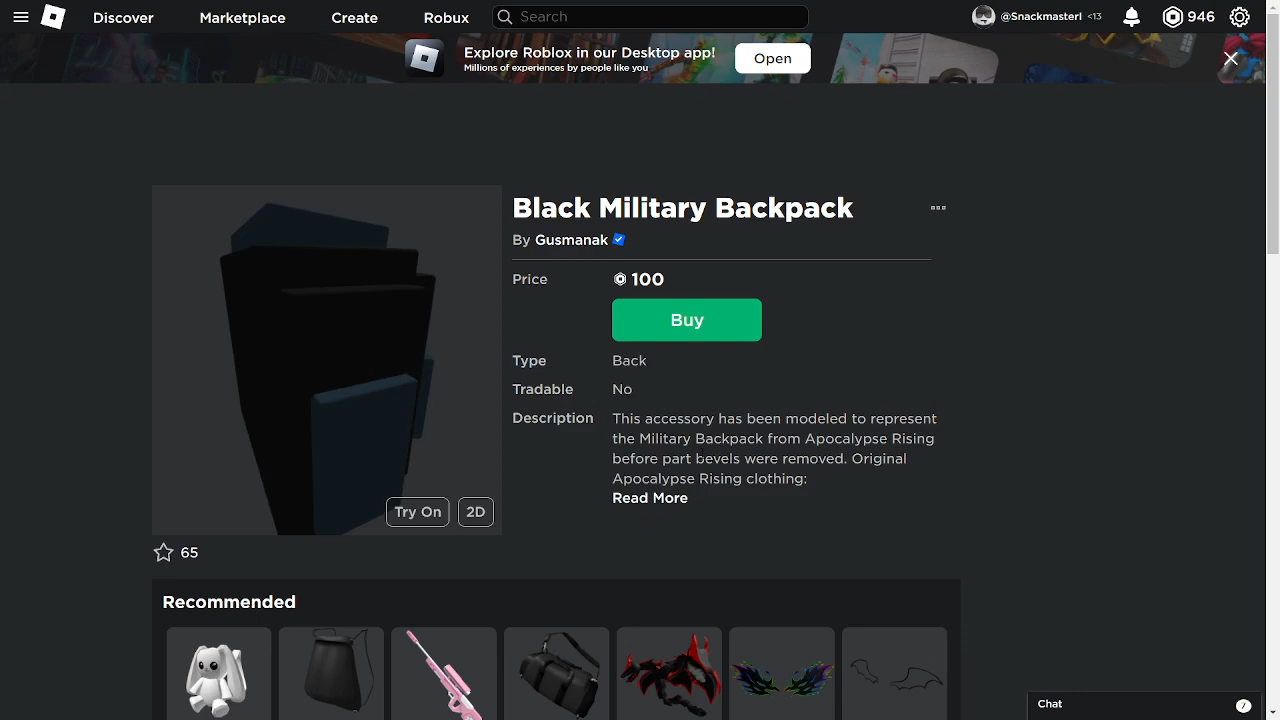 Discover
Marketplace
Create
Robux
Search
@SnackmasterI <13
946
Explore Roblox in our Desktop app!
Millions of experiences by people like you
Open
Black Military Backpack
By Gusmanak
Price
100
Buy
Type
Back
Tradable
No
Description
This accessory has been modeled to represent
the Military Backpack from Apocalypse Rising
before part bevels were removed. Original
Apocalypse Rising clothing:
Read More
Try On
2D
65
Recommended
Chat
7